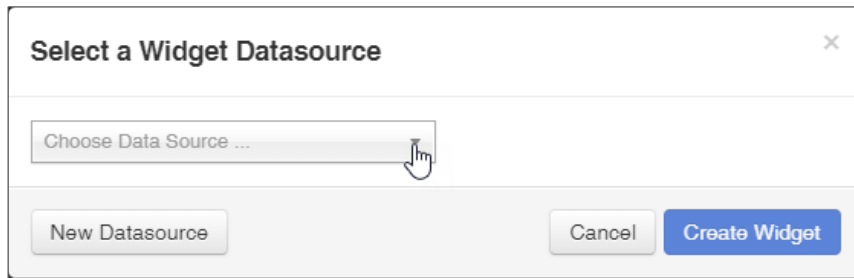 Select a Widget Datasource
×
Choose Data Source ...
New Datasource
Cancel
Create Widget